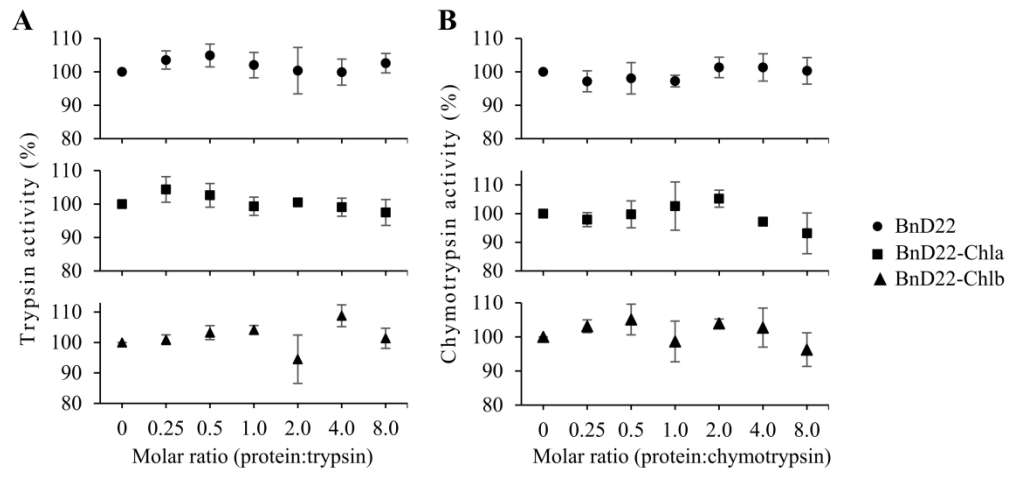 A
110
100
90
80
110
100
90
80
110
100
90
80
Trypsin activity (%)
0 0.25 0.5 1.0 2.0 4.0 8.0
Molar ratio (protein:trypsin)
B
110
100
90
80
110
100
90
80
110
100
90
80
Chymotrypsin activity (%)
0 0.25 0.5 1.0 2.0 4.0 8.0
Molar ratio (protein:chymotrypsin)
BnD22
BnD22-Chla
BnD22-Chlb